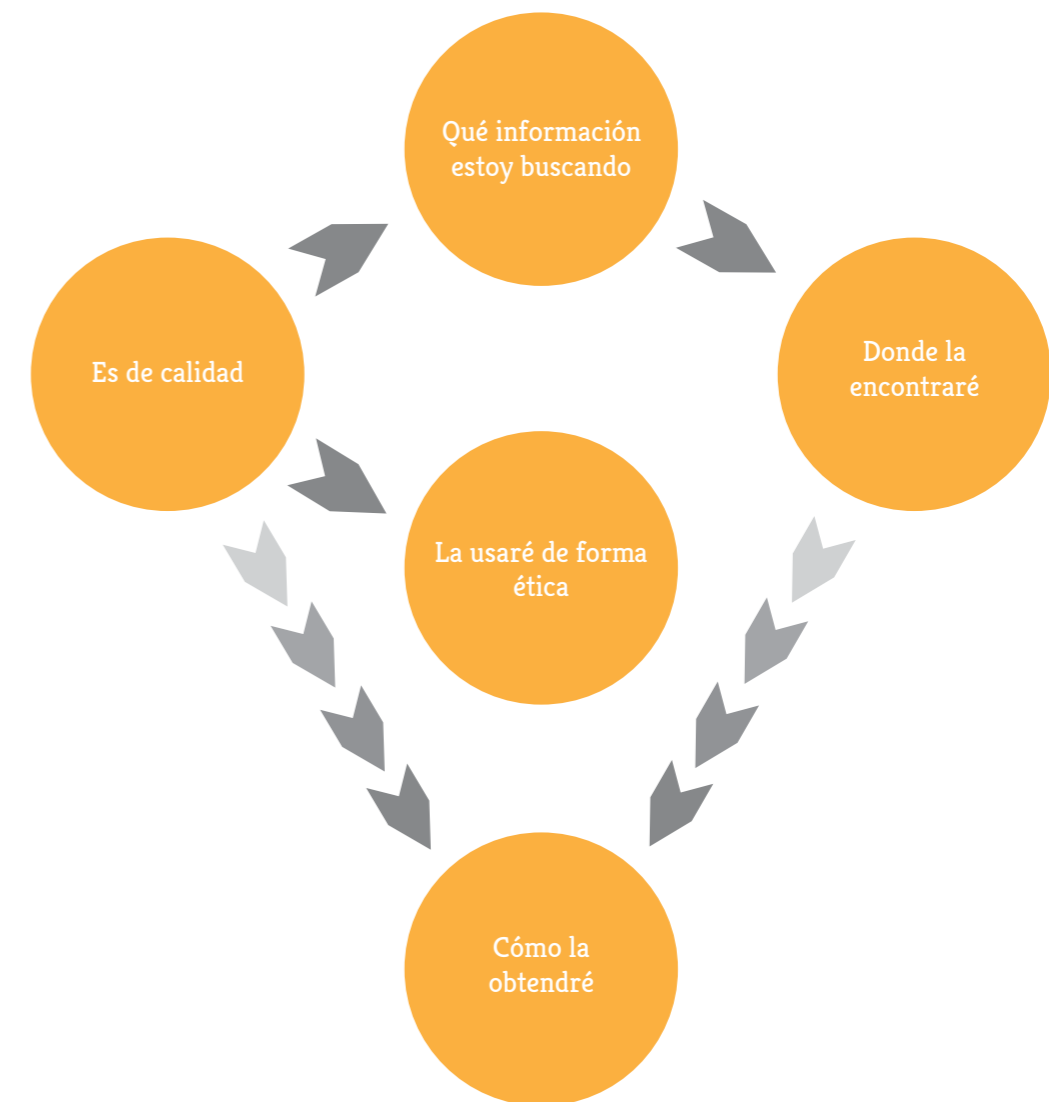 Qué información
estoy buscando
Es de calidad
Donde la
encontraré
La usaré de forma
ética
Cómo la
obtendré